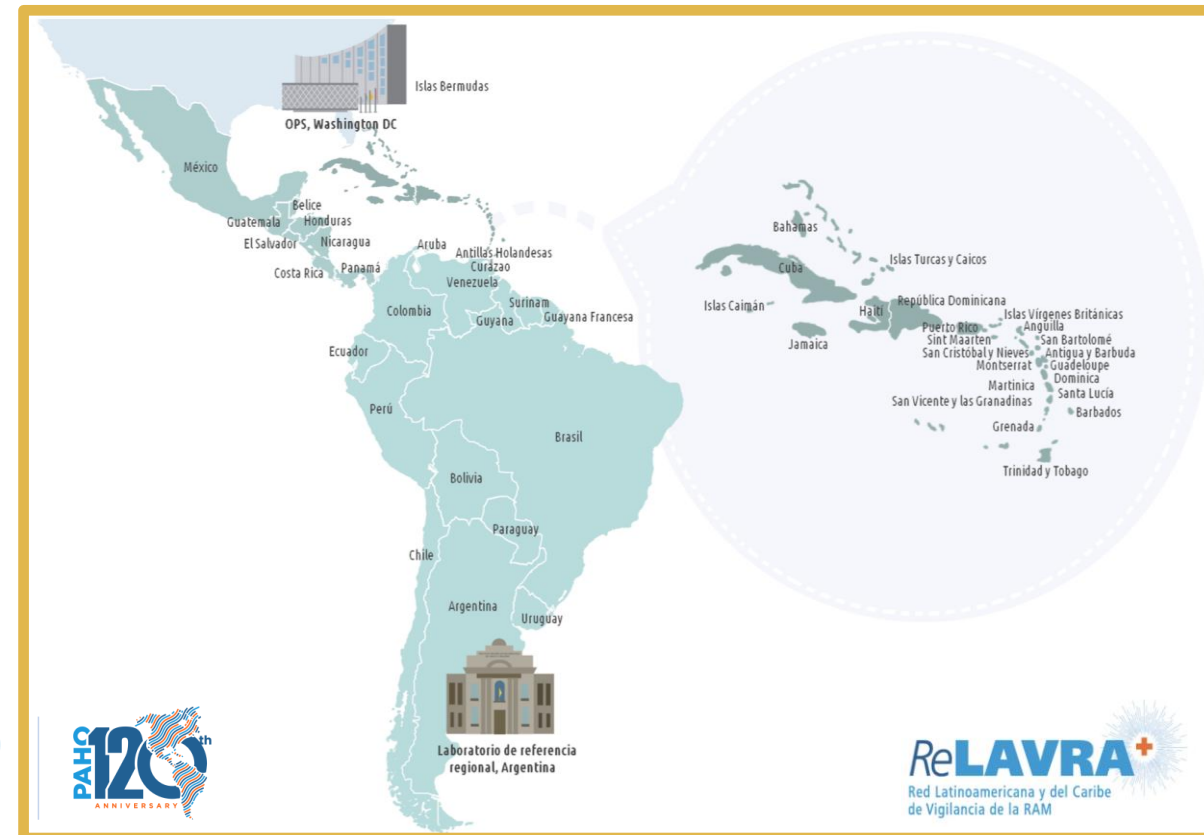 Islas Bermudas
OPS, Washington DC
México
Belice
Guatemala
Honduras
El Salvador
Nicaragua
Costa Rica
Panamá
Aruba
Antillas Holandesas
Curazao
Venezuela
Colombia
Surinam
Guyana
Guayana Francesa
Ecuador
Perú
Brasil
Bolivia
Paraguay
Chile
Argentina
Uruguay
Laboratorio de referencia
regional, Argentina
Bahamas
Cuba
Islas Turcas y Caicos
Islas Caimán
Haití
República Dominicana
Jamaica
Puerto Rico
Islas Vírgenes Británicas
Anguilla
Sint Maarten
San Bartolomé
San Cristóbal y Nieves
Antigua y Barbuda
Montserrat
Guadeloupe
Dominica
Martinica
Santa Lucía
San Vicente y las Granadinas
Barbados
Grenada
Trinidad y Tobago
PAHO
120th
ANNIVERSARY
ReLAVRA+
Red Latinoamericana y del Caribe
de Vigilancia de la RAM